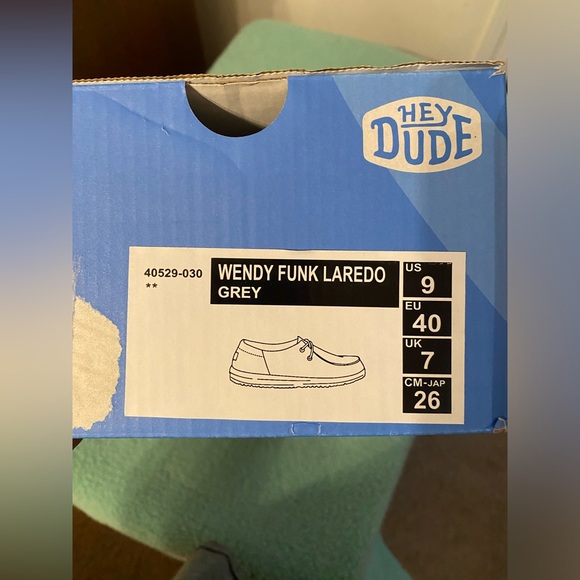 HEY
DUDE
40529-030
**
WENDY FUNK LAREDO
GREY
US
9
EU
40
UK
7
CM-JAP
26